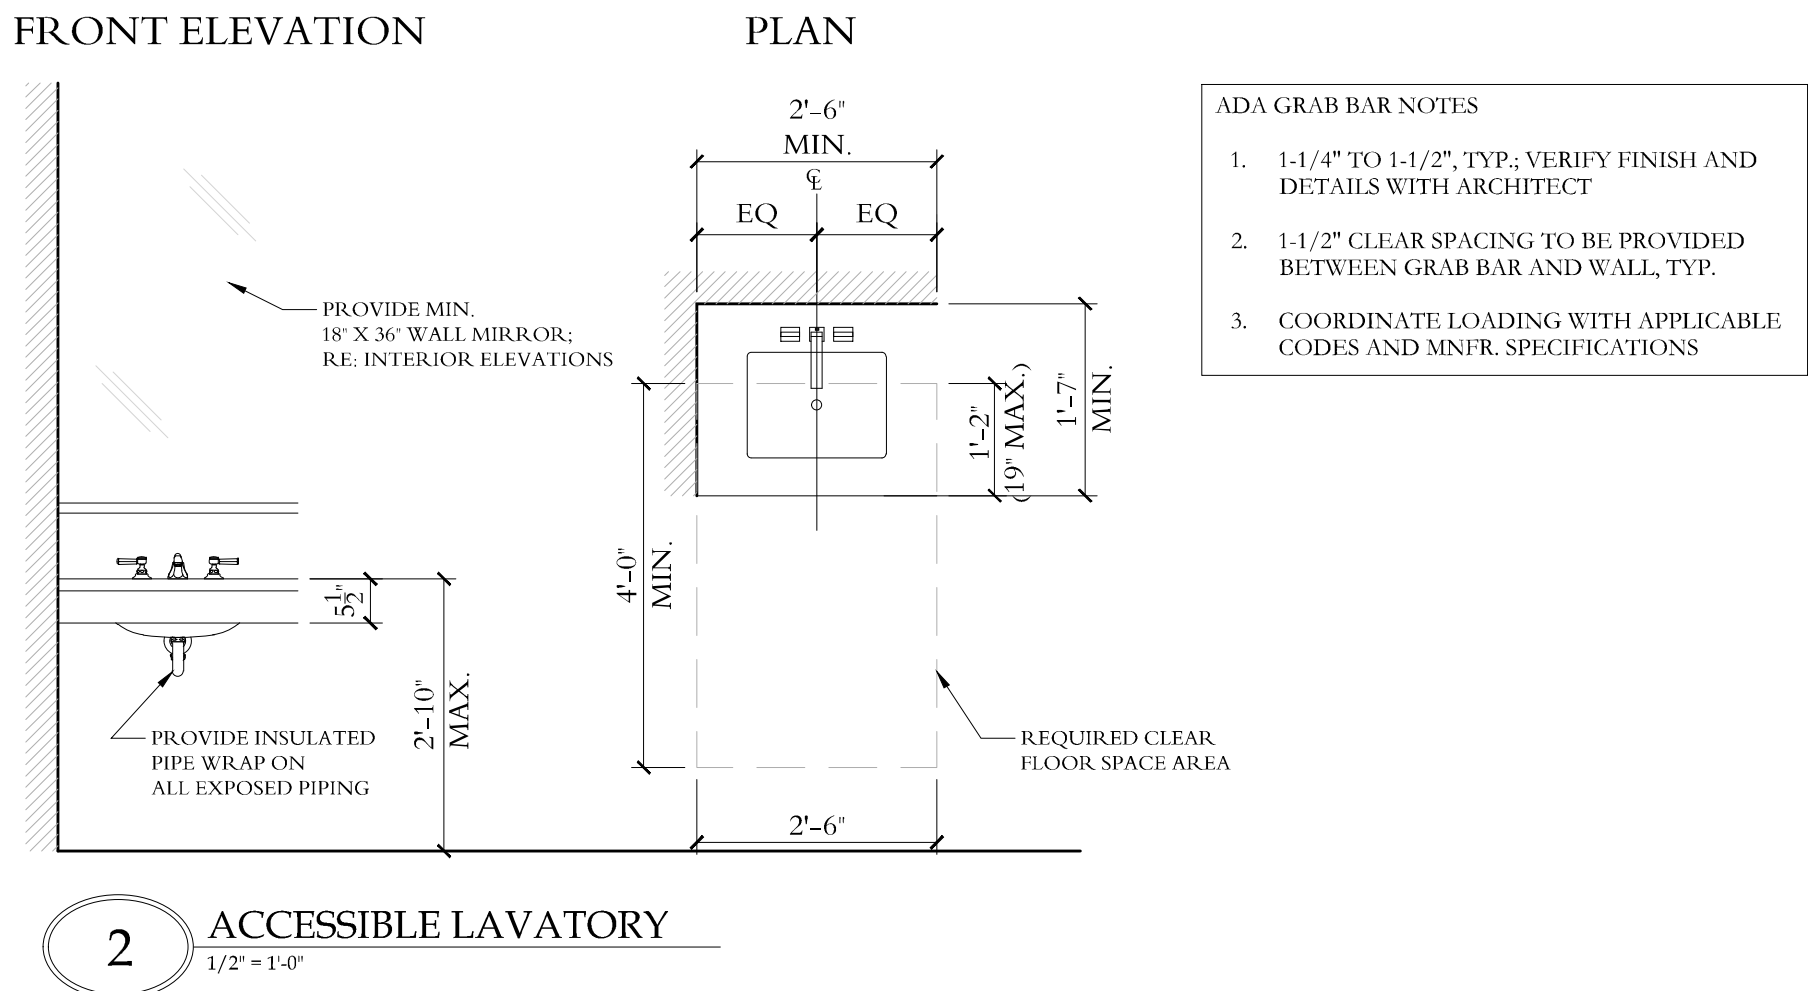 FRONT ELEVATION
PLAN
2'-6"
MIN.
℄
EQ
EQ
PROVIDE MIN.
18" X 36" WALL MIRROR;
RE: INTERIOR ELEVATIONS
5 1/2"
2'-10"
MAX.
PROVIDE INSULATED
PIPE WRAP ON
ALL EXPOSED PIPING
4'-0"
MIN.
1'-2"
(19" MAX.)
1'-7"
MIN.
REQUIRED CLEAR
FLOOR SPACE AREA
2'-6"
ADA GRAB BAR NOTES
1. 1-1/4" TO 1-1/2", TYP.; VERIFY FINISH AND
DETAILS WITH ARCHITECT
2. 1-1/2" CLEAR SPACING TO BE PROVIDED
BETWEEN GRAB BAR AND WALL, TYP.
3. COORDINATE LOADING WITH APPLICABLE
CODES AND MNFR. SPECIFICATIONS
2
ACCESSIBLE LAVATORY
1/2" = 1'-0"